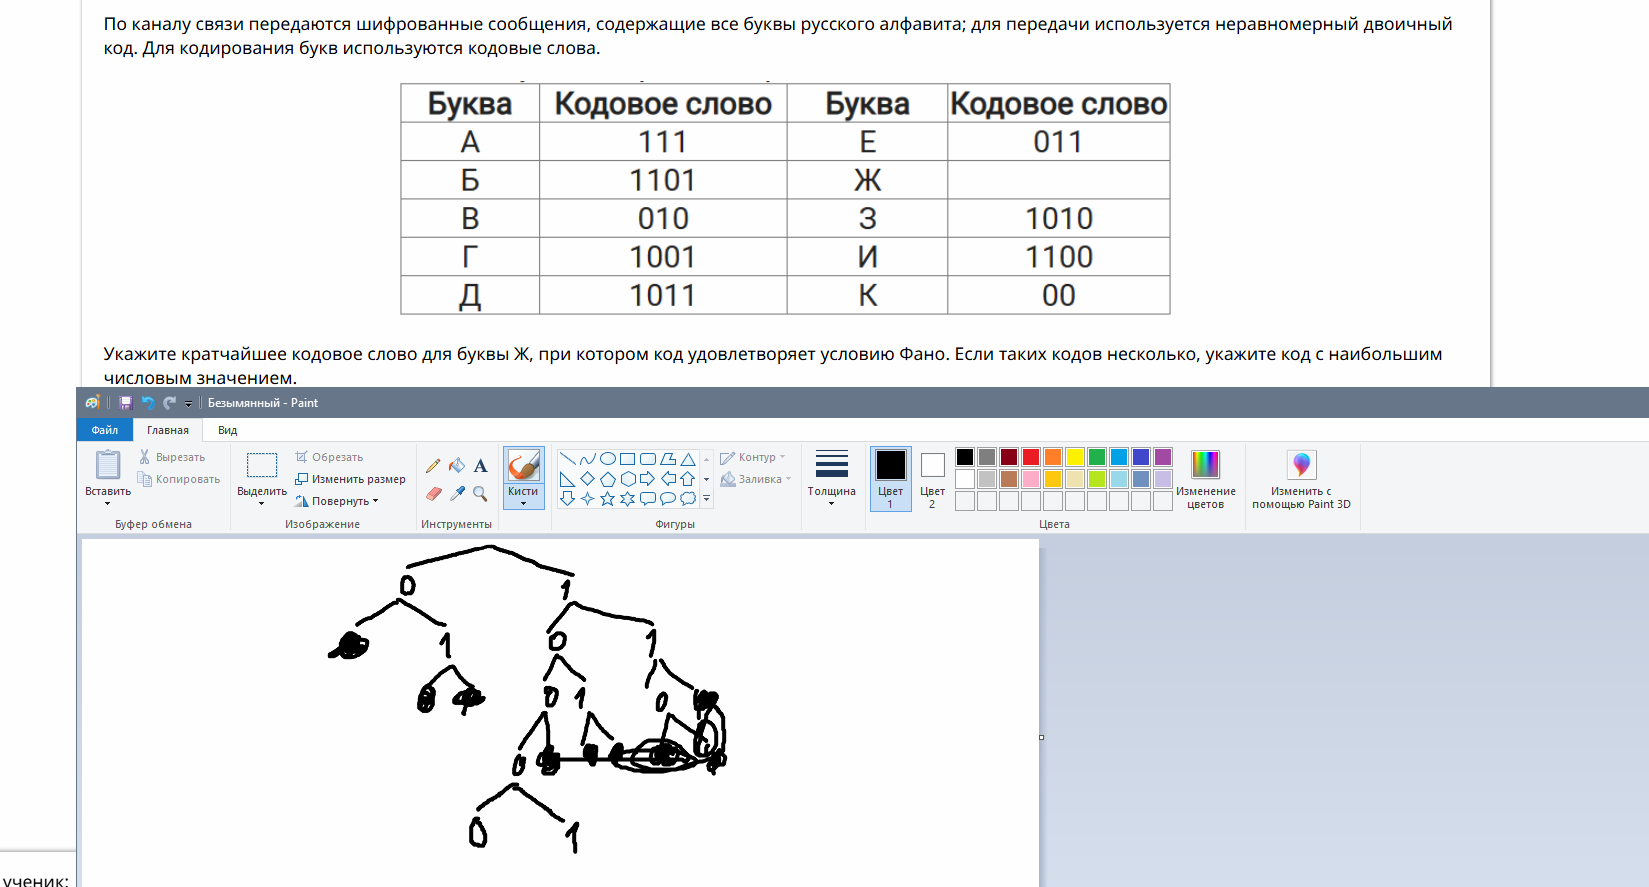 По каналу связи передаются шифрованные сообщения, содержащие все буквы русского алфавита; для передачи используется неравномерный двоичный
код. Для кодирования букв используются кодовые слова.
Буква Кодовое слово Буква Кодовое слово
А 111 Е 011
Б 1101 Ж
В 010 З 1010
Г 1001 И 1100
Д 1011 К 00
Укажите кратчайшее кодовое слово для буквы Ж, при котором код удовлетворяет условию Фано. Если таких кодов несколько, укажите код с наибольшим
числовым значением.
Безымянный - Paint
Файл Главная Вид
Вставить
Вырезать
Копировать
Буфер обмена
Выделить
Обрезать
Изменить размер
Повернуть
Изображение
A
Инструменты
Кисти
Контур
Заливка
Фигуры
Толщина
Цвет
1
Цвет
2
Изменение
цветов
Цвета
Изменить с
помощью Paint 3D
0 1
1 0 1
0 1 0
0
0 1
ученик: